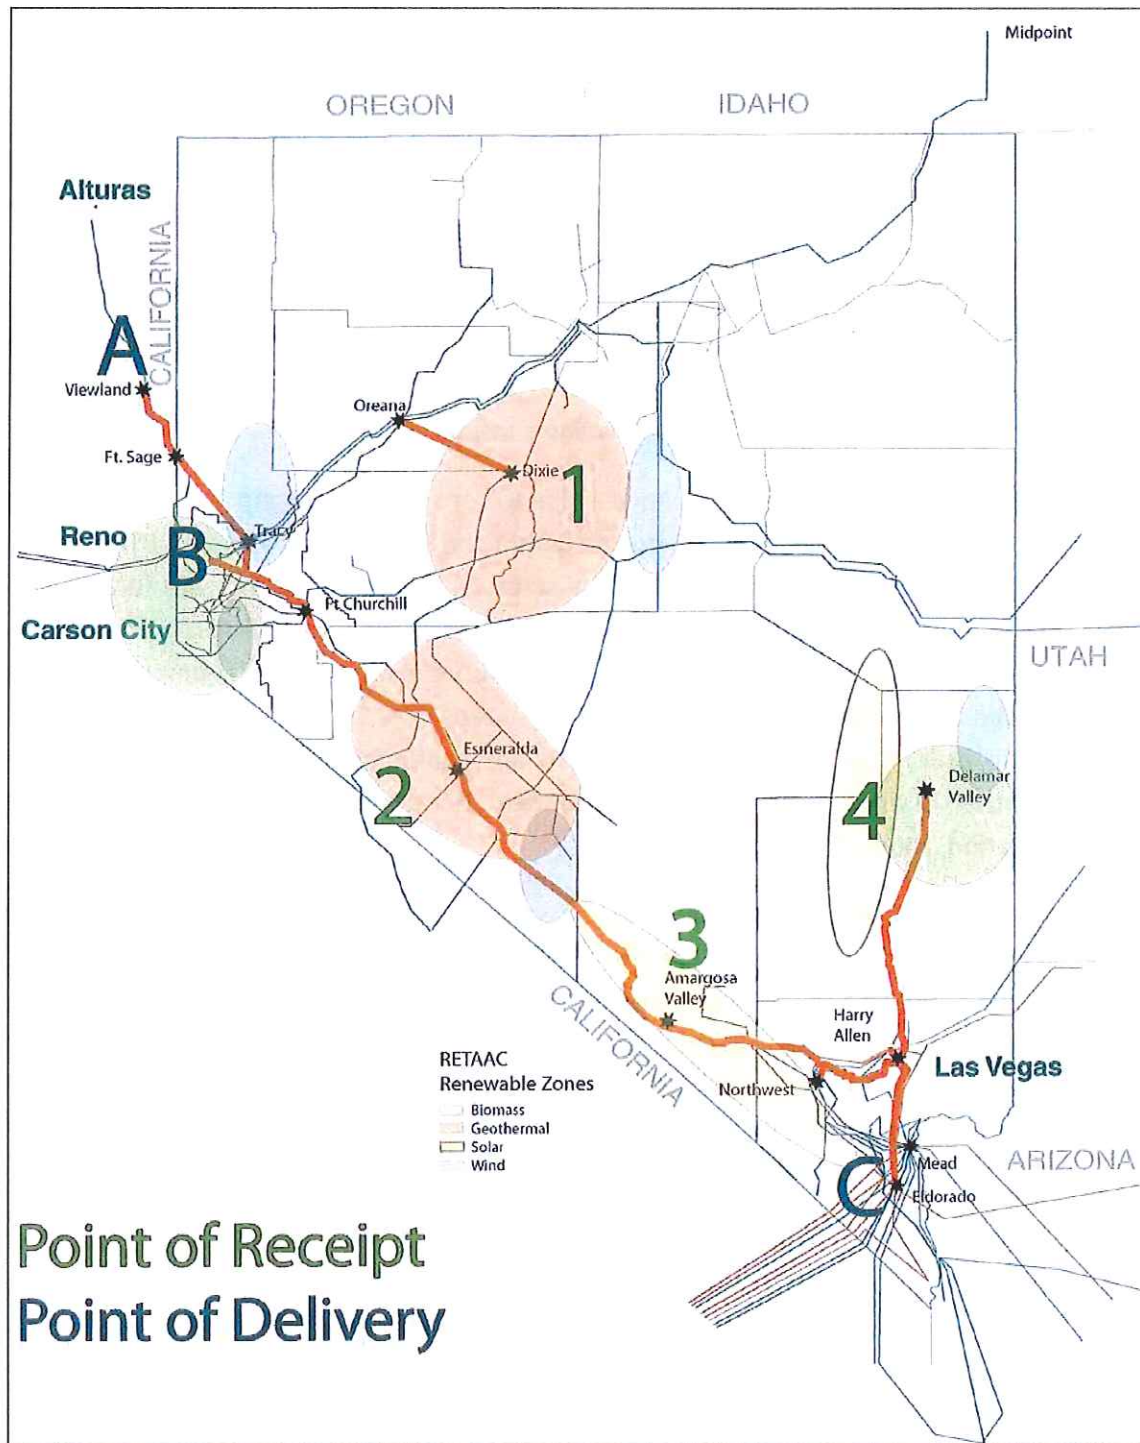 Midpoint
OREGON
IDAHO
Alturas
CALIFORNIA
A
Viewland
Oreana
Ft. Sage
Dixie
1
Reno
Tracy
B
Ft Churchill
Carson City
UTAH
Esmeralda
2
Delamar
Valley
4
3
Amargosa
Valley
CALIFORNIA
Harry
Allen
Las Vegas
RETAAC
Renewable Zones
Biomass
Geothermal
Solar
Wind
Northwest
Mead
ARIZONA
C
Eldorado
Point of Receipt
Point of Delivery